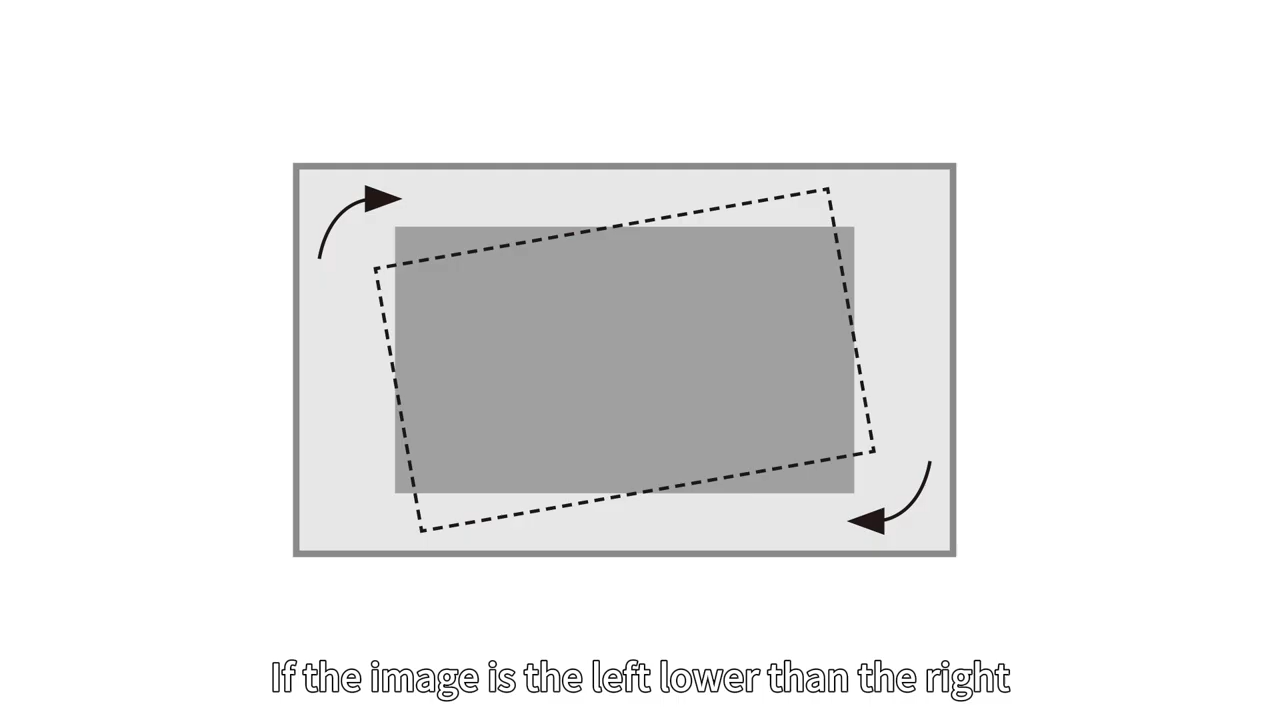 If the image is the left lower than the right